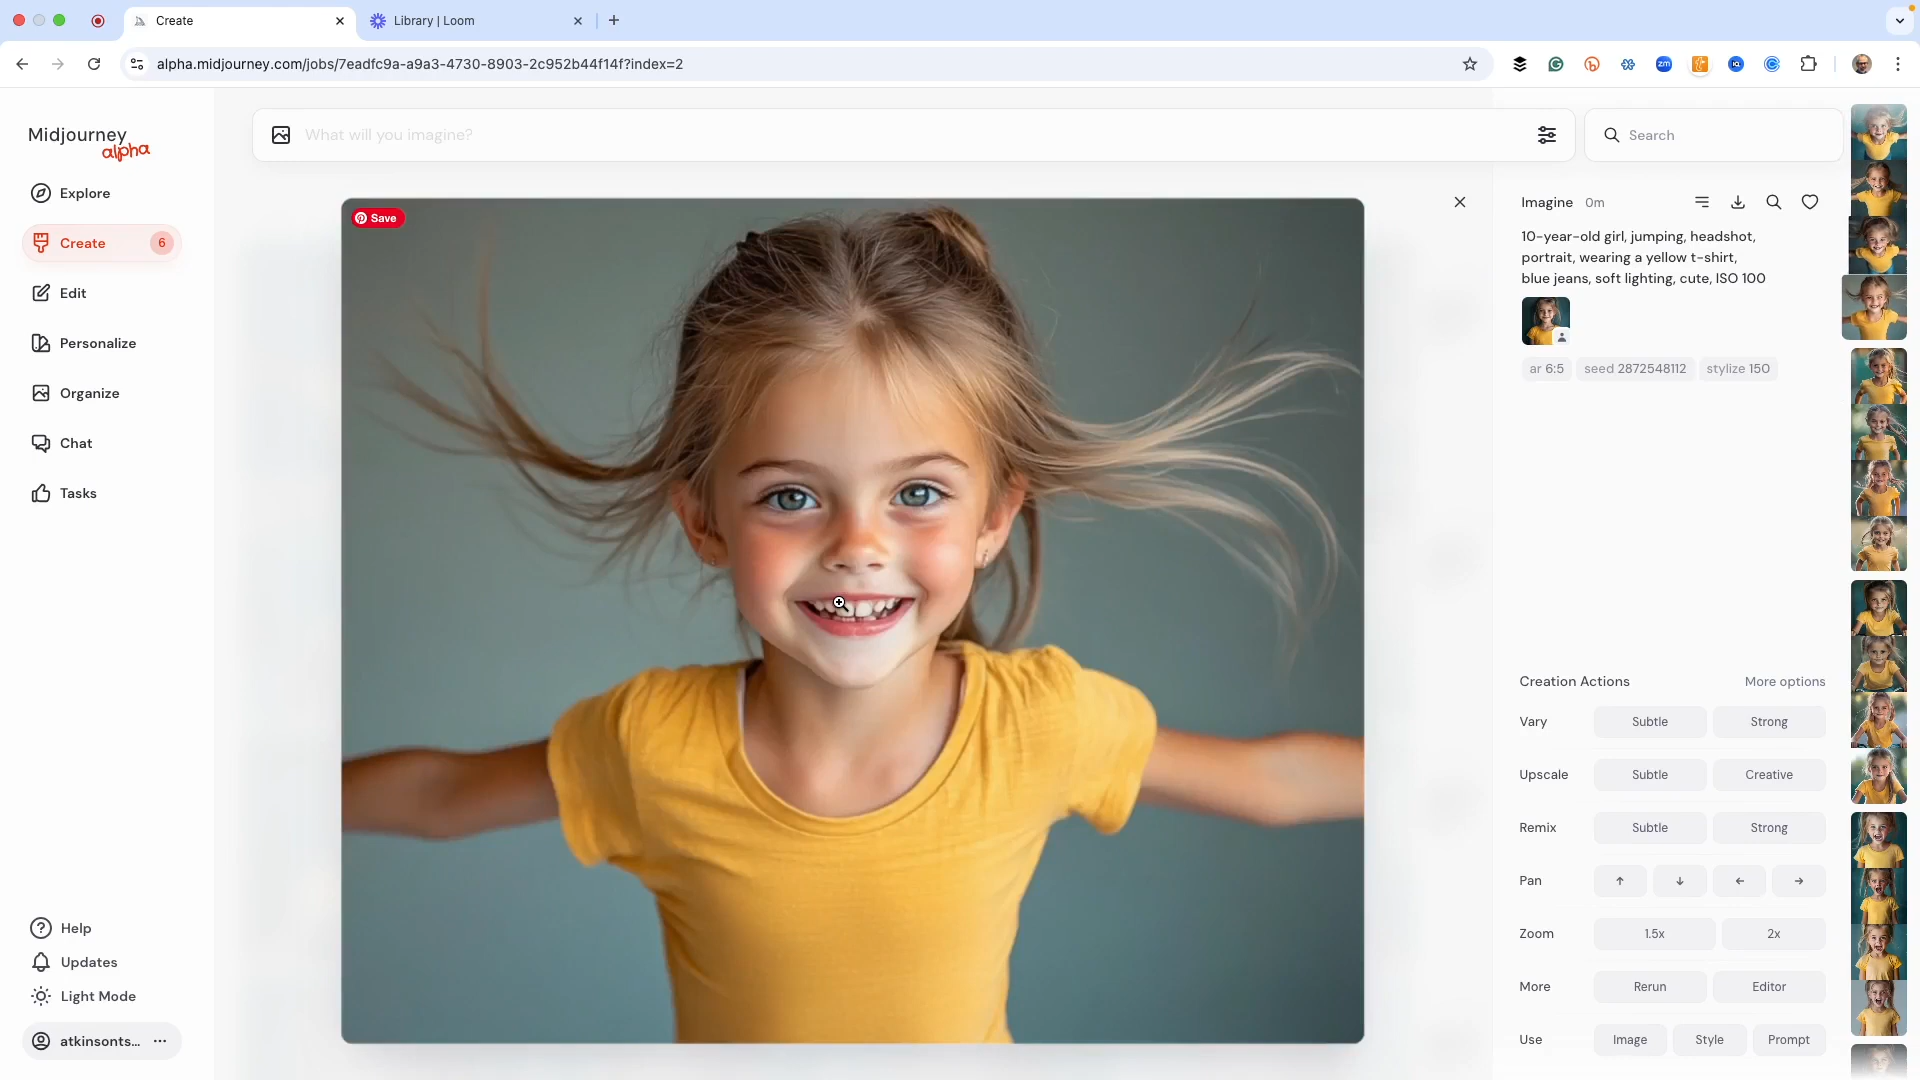 Create
Library | Loom
alpha.midjourney.com/jobs/7eadfc9a-a9a3-4730-8903-2c952b44f14f?index=2
zm
Midjourney
alpha
What will you imagine?
Search
Explore
Create 6
Edit
Personalize
Organize
Chat
Tasks
Help
Updates
Light Mode
atkinsonts...
Save
Imagine 0m
10-year-old girl, jumping, headshot,
portrait, wearing a yellow t-shirt,
blue jeans, soft lighting, cute, ISO 100
ar 6:5 seed 2872548112 stylize 150
Creation Actions More options
Vary Subtle Strong
Upscale Subtle Creative
Remix Subtle Strong
Pan
Zoom 1.5x 2x
More Rerun Editor
Use Image Style Prompt